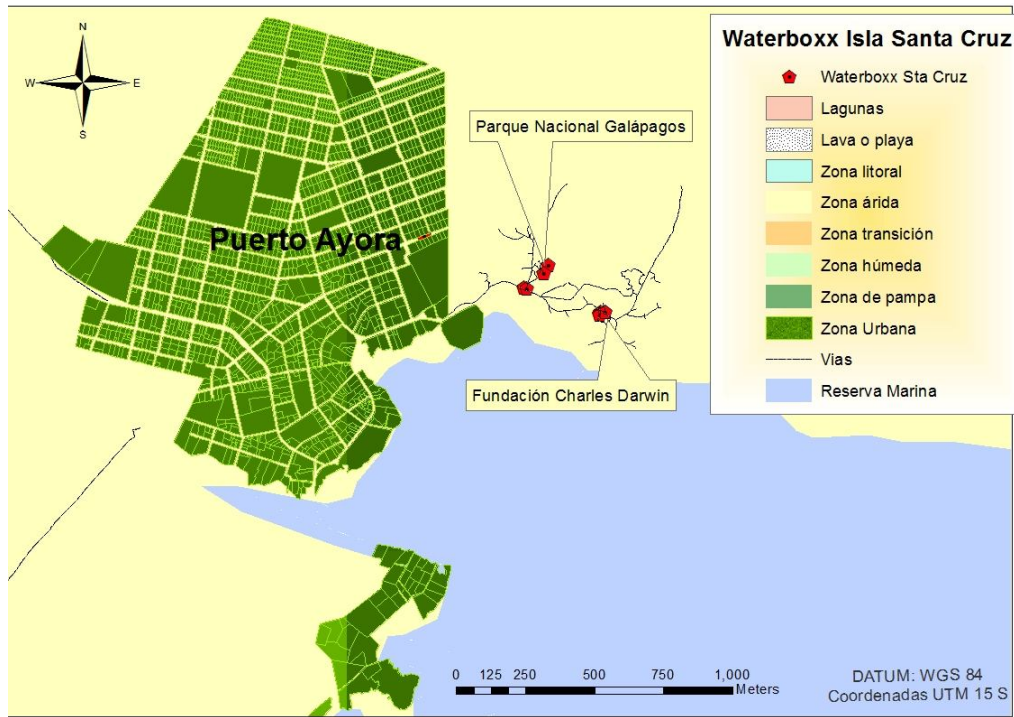 N
W
E
S
Puerto Ayora
Parque Nacional Galápagos
Fundación Charles Darwin
Waterboxx Isla Santa Cruz
Waterboxx Sta Cruz
Lagunas
Lava o playa
Zona litoral
Zona árida
Zona transición
Zona húmeda
Zona de pampa
Zona Urbana
Vias
Reserva Marina
0 125 250 500 750 1,000
Meters
DATUM: WGS 84
Coordenadas UTM 15 S